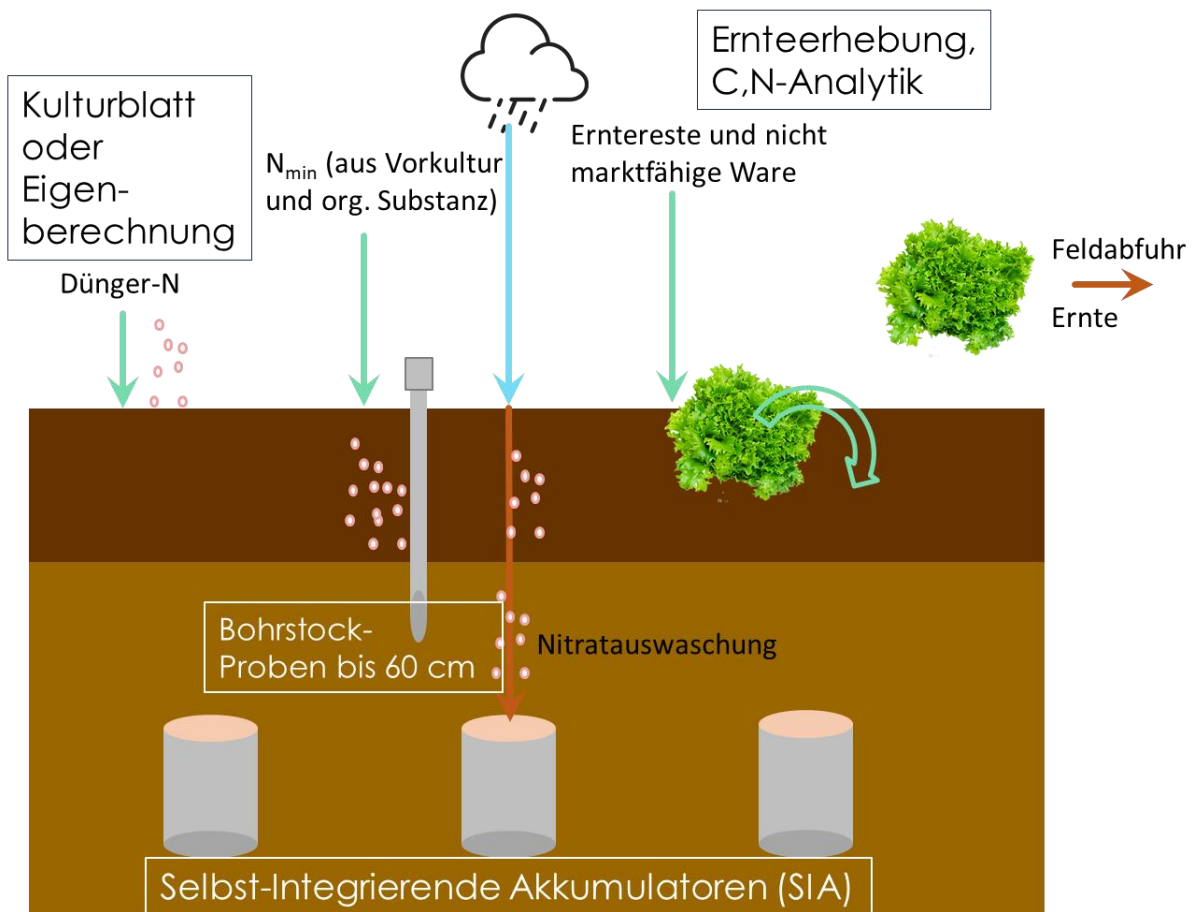 Kulturblatt
oder
Eigen-
berechnung
Dünger-N
N_min (aus Vorkultur
und org. Substanz)
Ernteerhebung,
C,N-Analytik
Erntereste und nicht
marktfähige Ware
Feldabfuhr
Ernte
Bohrstock-
Proben bis 60 cm
Nitratauswaschung
Selbst-Integrierende Akkumulatoren (SIA)